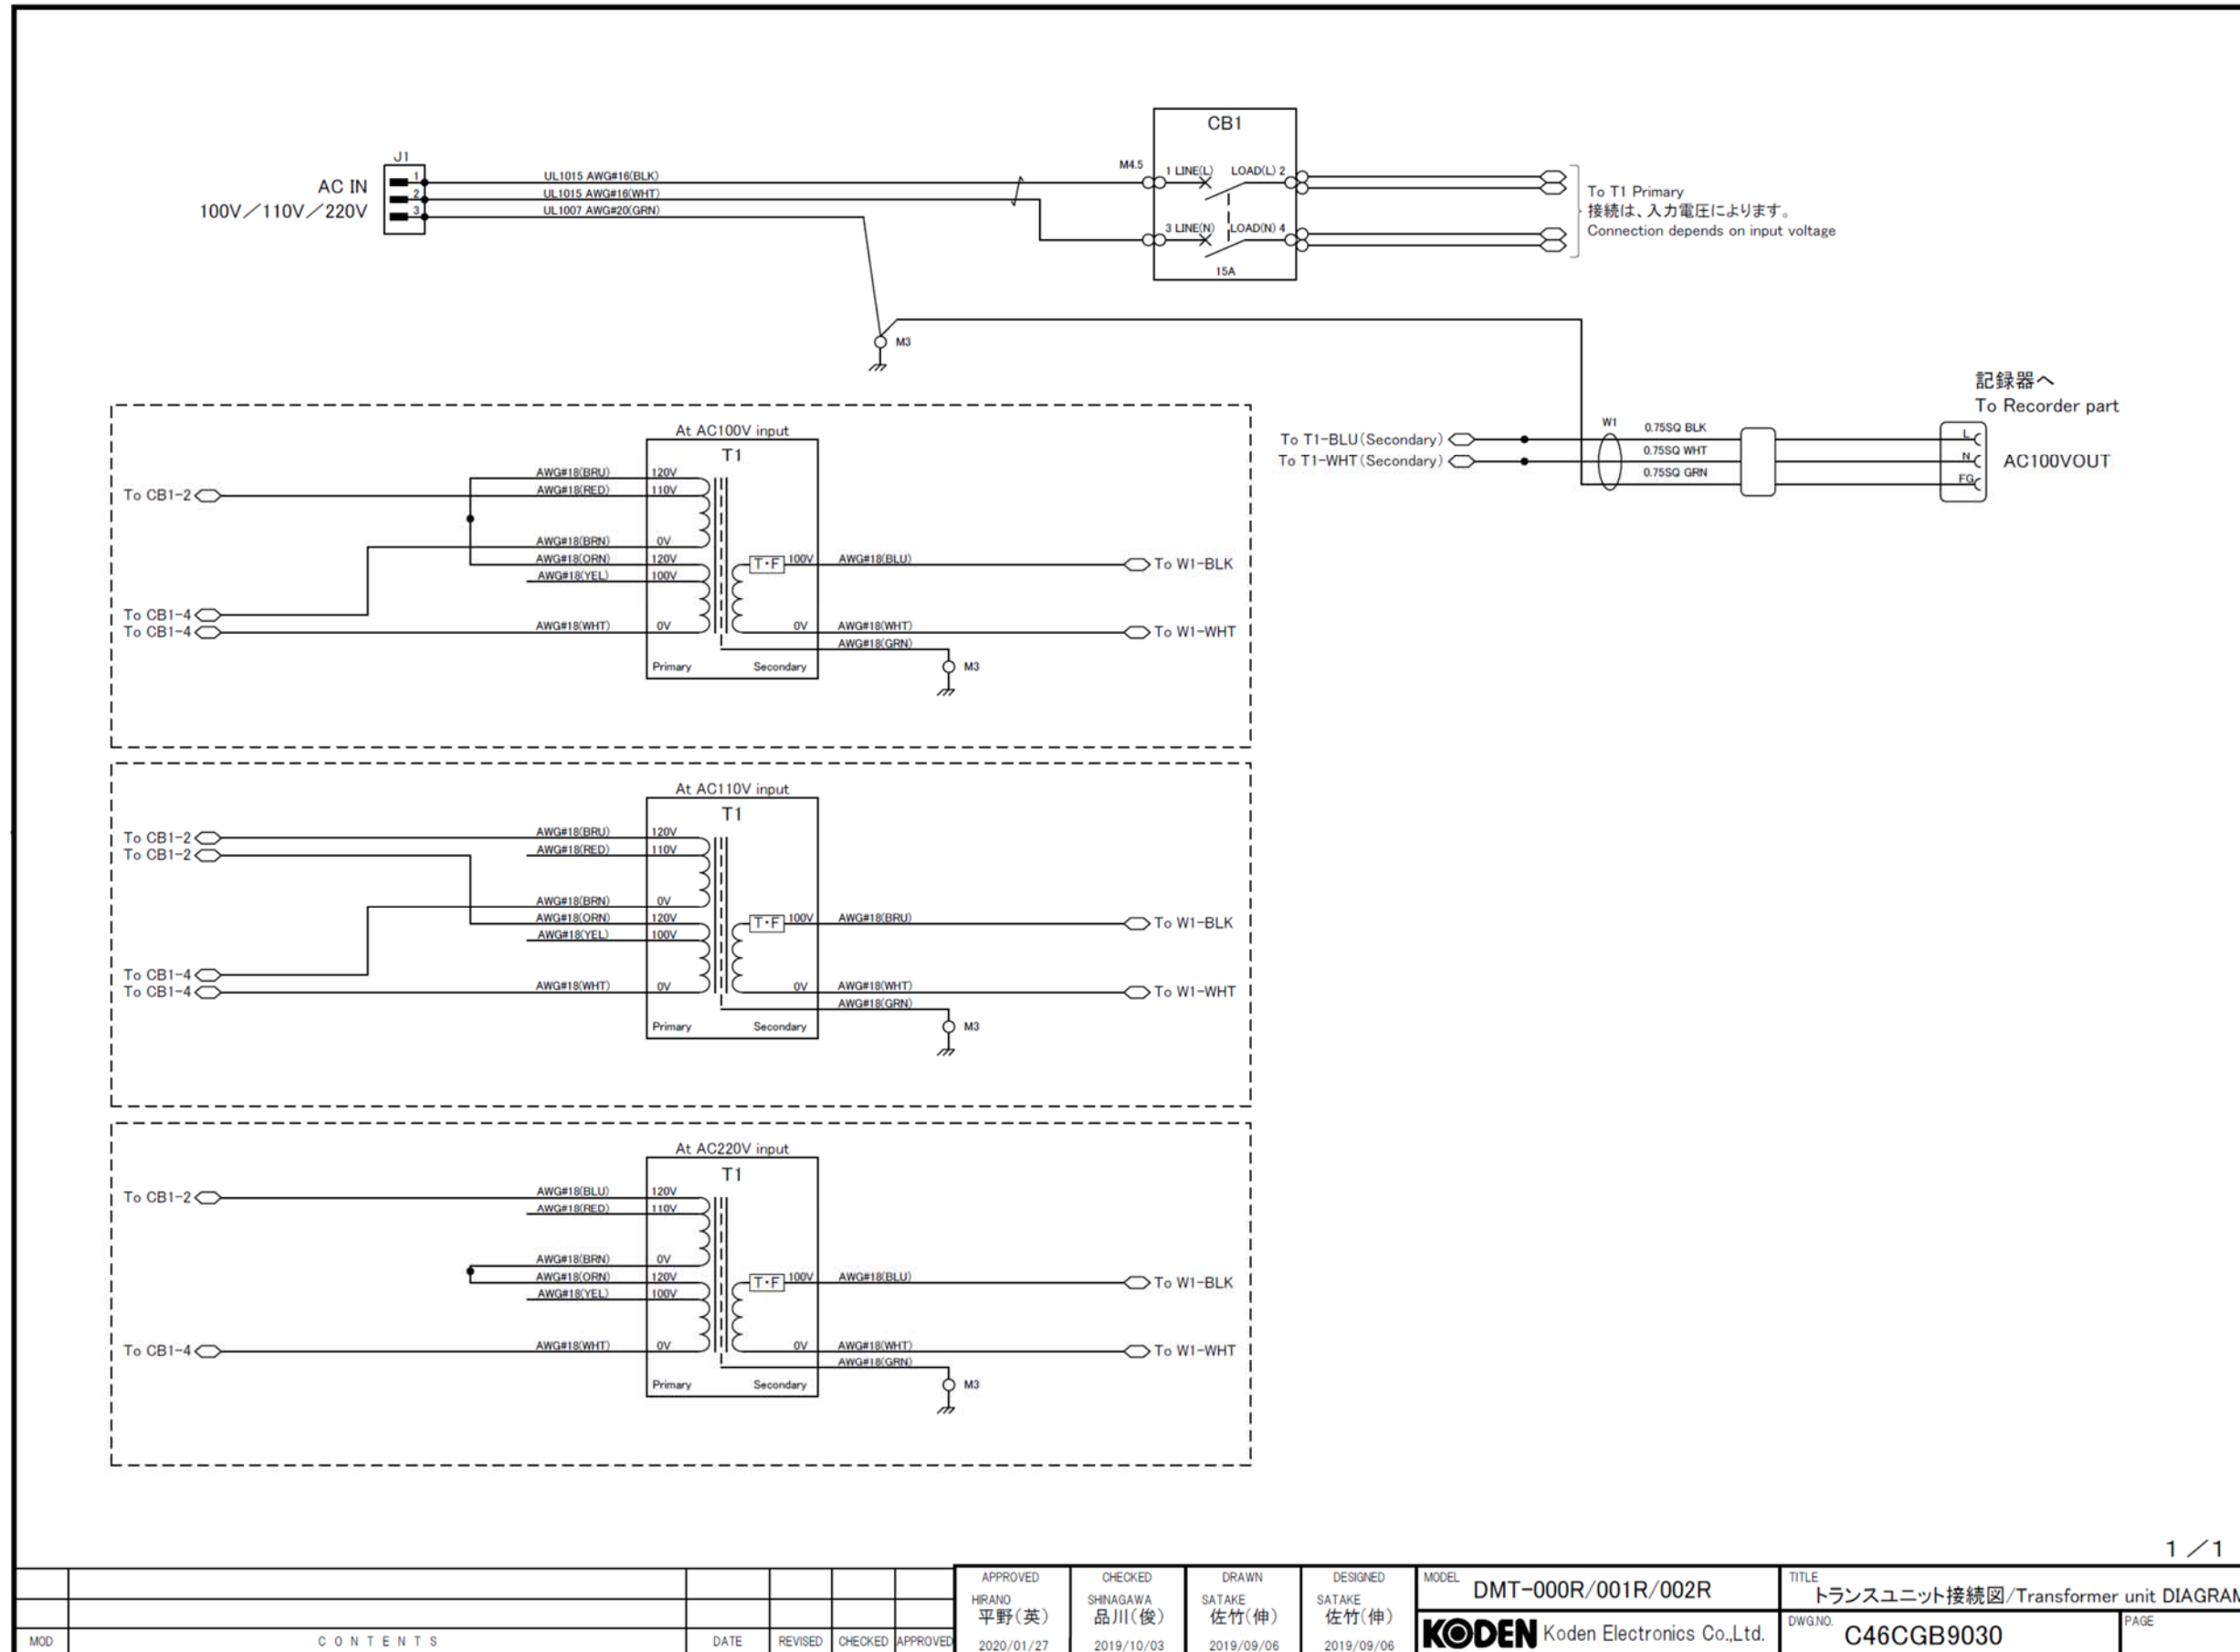 J1
AC IN
100V／110V／220V
1
2
3
UL1015 AWG#16(BLK)
UL1015 AWG#16(WHT)
UL1007 AWG#20(GRN)
CB1
M4.5
1 LINE(L) LOAD(L) 2
3 LINE(N) LOAD(N) 4
15A
To T1 Primary
接続は、入力電圧によります。
Connection depends on input voltage
M3
記録器へ
To Recorder part
To T1-BLU(Secondary)
To T1-WHT(Secondary)
W1
0.75SQ BLK
0.75SQ WHT
0.75SQ GRN
L
N
FG
AC100VOUT
At AC100V input
T1
To CB1-2
To CB1-4
To CB1-4
AWG#18(BRU) 120V
AWG#18(RED) 110V
AWG#18(BRN) 0V
AWG#18(ORN) 120V
AWG#18(YEL) 100V
AWG#18(WHT) 0V
T・F 100V AWG#18(BLU) To W1-BLK
0V AWG#18(WHT) To W1-WHT
AWG#18(GRN)
M3
Primary Secondary
At AC110V input
T1
To CB1-2
To CB1-2
To CB1-4
To CB1-4
AWG#18(BRU) 120V
AWG#18(RED) 110V
AWG#18(BRN) 0V
AWG#18(ORN) 120V
AWG#18(YEL) 100V
AWG#18(WHT) 0V
T・F 100V AWG#18(BRU) To W1-BLK
0V AWG#18(WHT) To W1-WHT
AWG#18(GRN)
M3
Primary Secondary
At AC220V input
T1
To CB1-2
To CB1-4
AWG#18(BLU) 120V
AWG#18(RED) 110V
AWG#18(BRN) 0V
AWG#18(ORN) 120V
AWG#18(YEL) 100V
AWG#18(WHT) 0V
T・F 100V AWG#18(BLU) To W1-BLK
0V AWG#18(WHT) To W1-WHT
AWG#18(GRN)
M3
Primary Secondary
1／1
MOD CONTENTS DATE REVISED CHECKED APPROVED
APPROVED
HIRANO
平野(英)
2020/01/27
CHECKED
SHINAGAWA
品川(俊)
2019/10/03
DRAWN
SATAKE
佐竹(伸)
2019/09/06
DESIGNED
SATAKE
佐竹(伸)
2019/09/06
MODEL
DMT-000R/001R/002R
KODEN Koden Electronics Co.,Ltd.
TITLE
トランスユニット接続図/Transformer unit DIAGRAM
DWG.NO.
C46CGB9030
PAGE